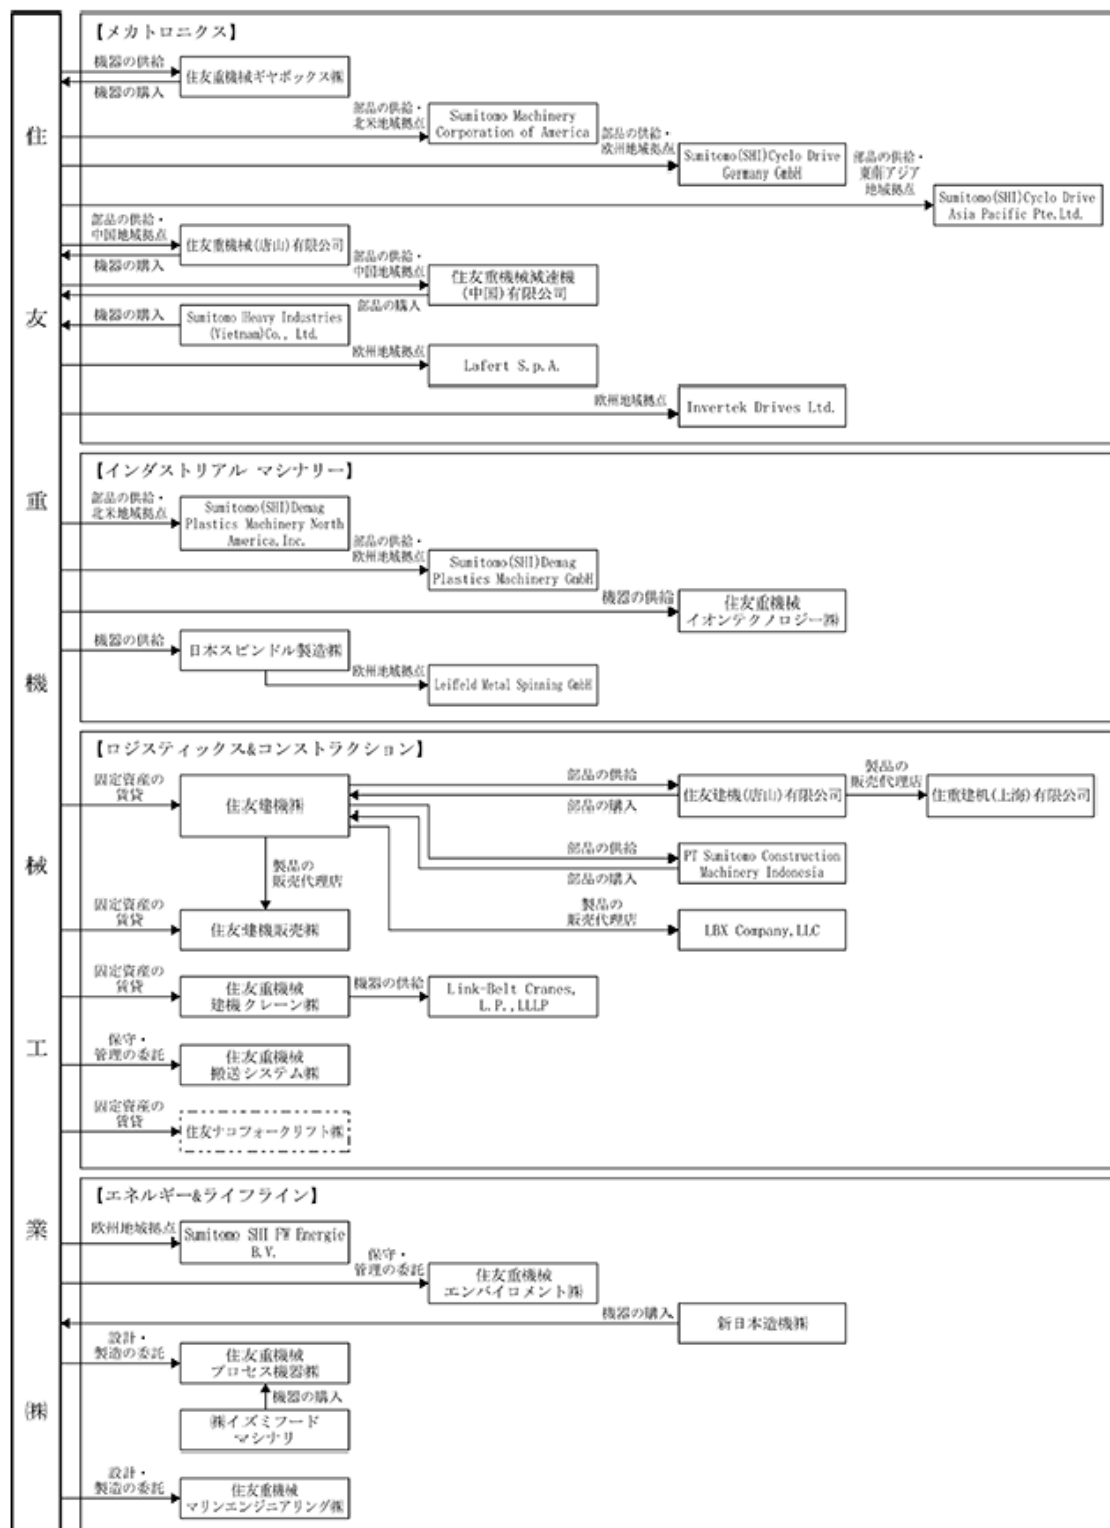 住友重機械工業㈱
【メカトロニクス】
機器の供給
機器の購入
住友重機械ギヤボックス㈱
部品の供給・
北米地域拠点
Sumitomo Machinery
Corporation of America
部品の供給・
欧州地域拠点
Sumitomo(SHI)Cyclo Drive
Germany GmbH
部品の供給・
東南アジア
地域拠点
Sumitomo(SHI)Cyclo Drive
Asia Pacific Pte.Ltd.
部品の供給・
中国地域拠点
機器の購入
住友重機械(唐山)有限公司
部品の供給・
中国地域拠点
部品の購入
住友重機械減速機
(中国)有限公司
機器の購入
Sumitomo Heavy Industries
(Vietnam)Co., Ltd.
欧州地域拠点
Lafert S.p.A.
欧州地域拠点
Invertek Drives Ltd.
【インダストリアル マシナリー】
部品の供給・
北米地域拠点
Sumitomo(SHI)Demag
Plastics Machinery North
America,Inc.
部品の供給・
欧州地域拠点
Sumitomo(SHI)Demag
Plastics Machinery GmbH
機器の供給
住友重機械
イオンテクノロジー㈱
機器の供給
日本スピンドル製造㈱
欧州地域拠点
Leifeld Metal Spinning GmbH
【ロジスティックス&コンストラクション】
固定資産の
賃貸
住友建機㈱
部品の供給
部品の購入
住友建機(唐山)有限公司
製品の
販売代理店
住重建机(上海)有限公司
部品の供給
部品の購入
PT Sumitomo Construction
Machinery Indonesia
製品の
販売代理店
固定資産の
賃貸
住友建機販売㈱
製品の
販売代理店
LBX Company,LLC
固定資産の
賃貸
住友重機械
建機クレーン㈱
機器の供給
Link-Belt Cranes,
L.P.,LLLP
保守・
管理の委託
住友重機械
搬送システム㈱
固定資産の
賃貸
住友ナコフォークリフト㈱
【エネルギー&ライフライン】
欧州地域拠点
Sumitomo SHI FW Energie
B.V.
保守・
管理の委託
住友重機械
エンバイロメント㈱
機器の購入
新日本造機㈱
設計・
製造の委託
住友重機械
プロセス機器㈱
機器の購入
㈱イズミフード
マシナリ
設計・
製造の委託
住友重機械
マリンエンジニアリング㈱